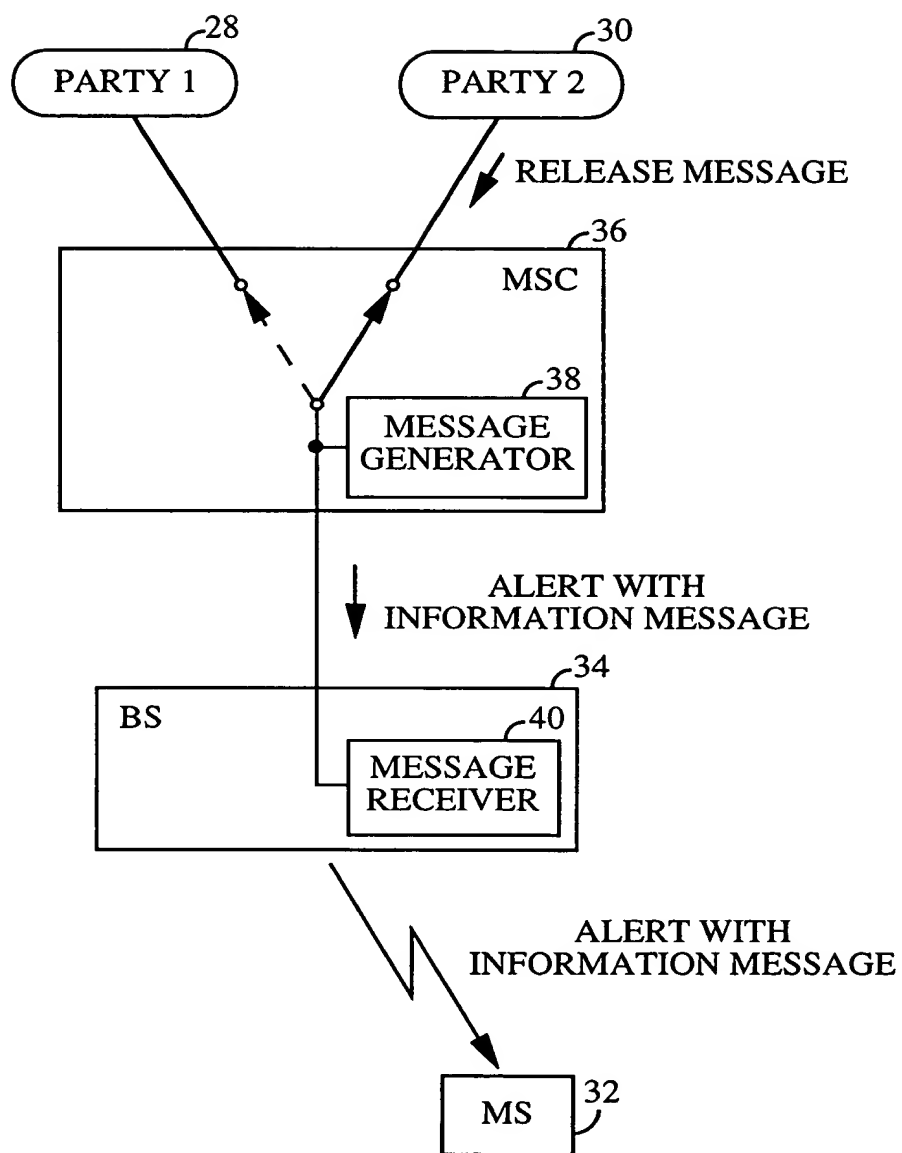 28
30
PARTY 1
PARTY 2
RELEASE MESSAGE
36
MSC
38
MESSAGE
GENERATOR
ALERT WITH
INFORMATION MESSAGE
34
BS
40
MESSAGE
RECEIVER
ALERT WITH
INFORMATION MESSAGE
32
MS